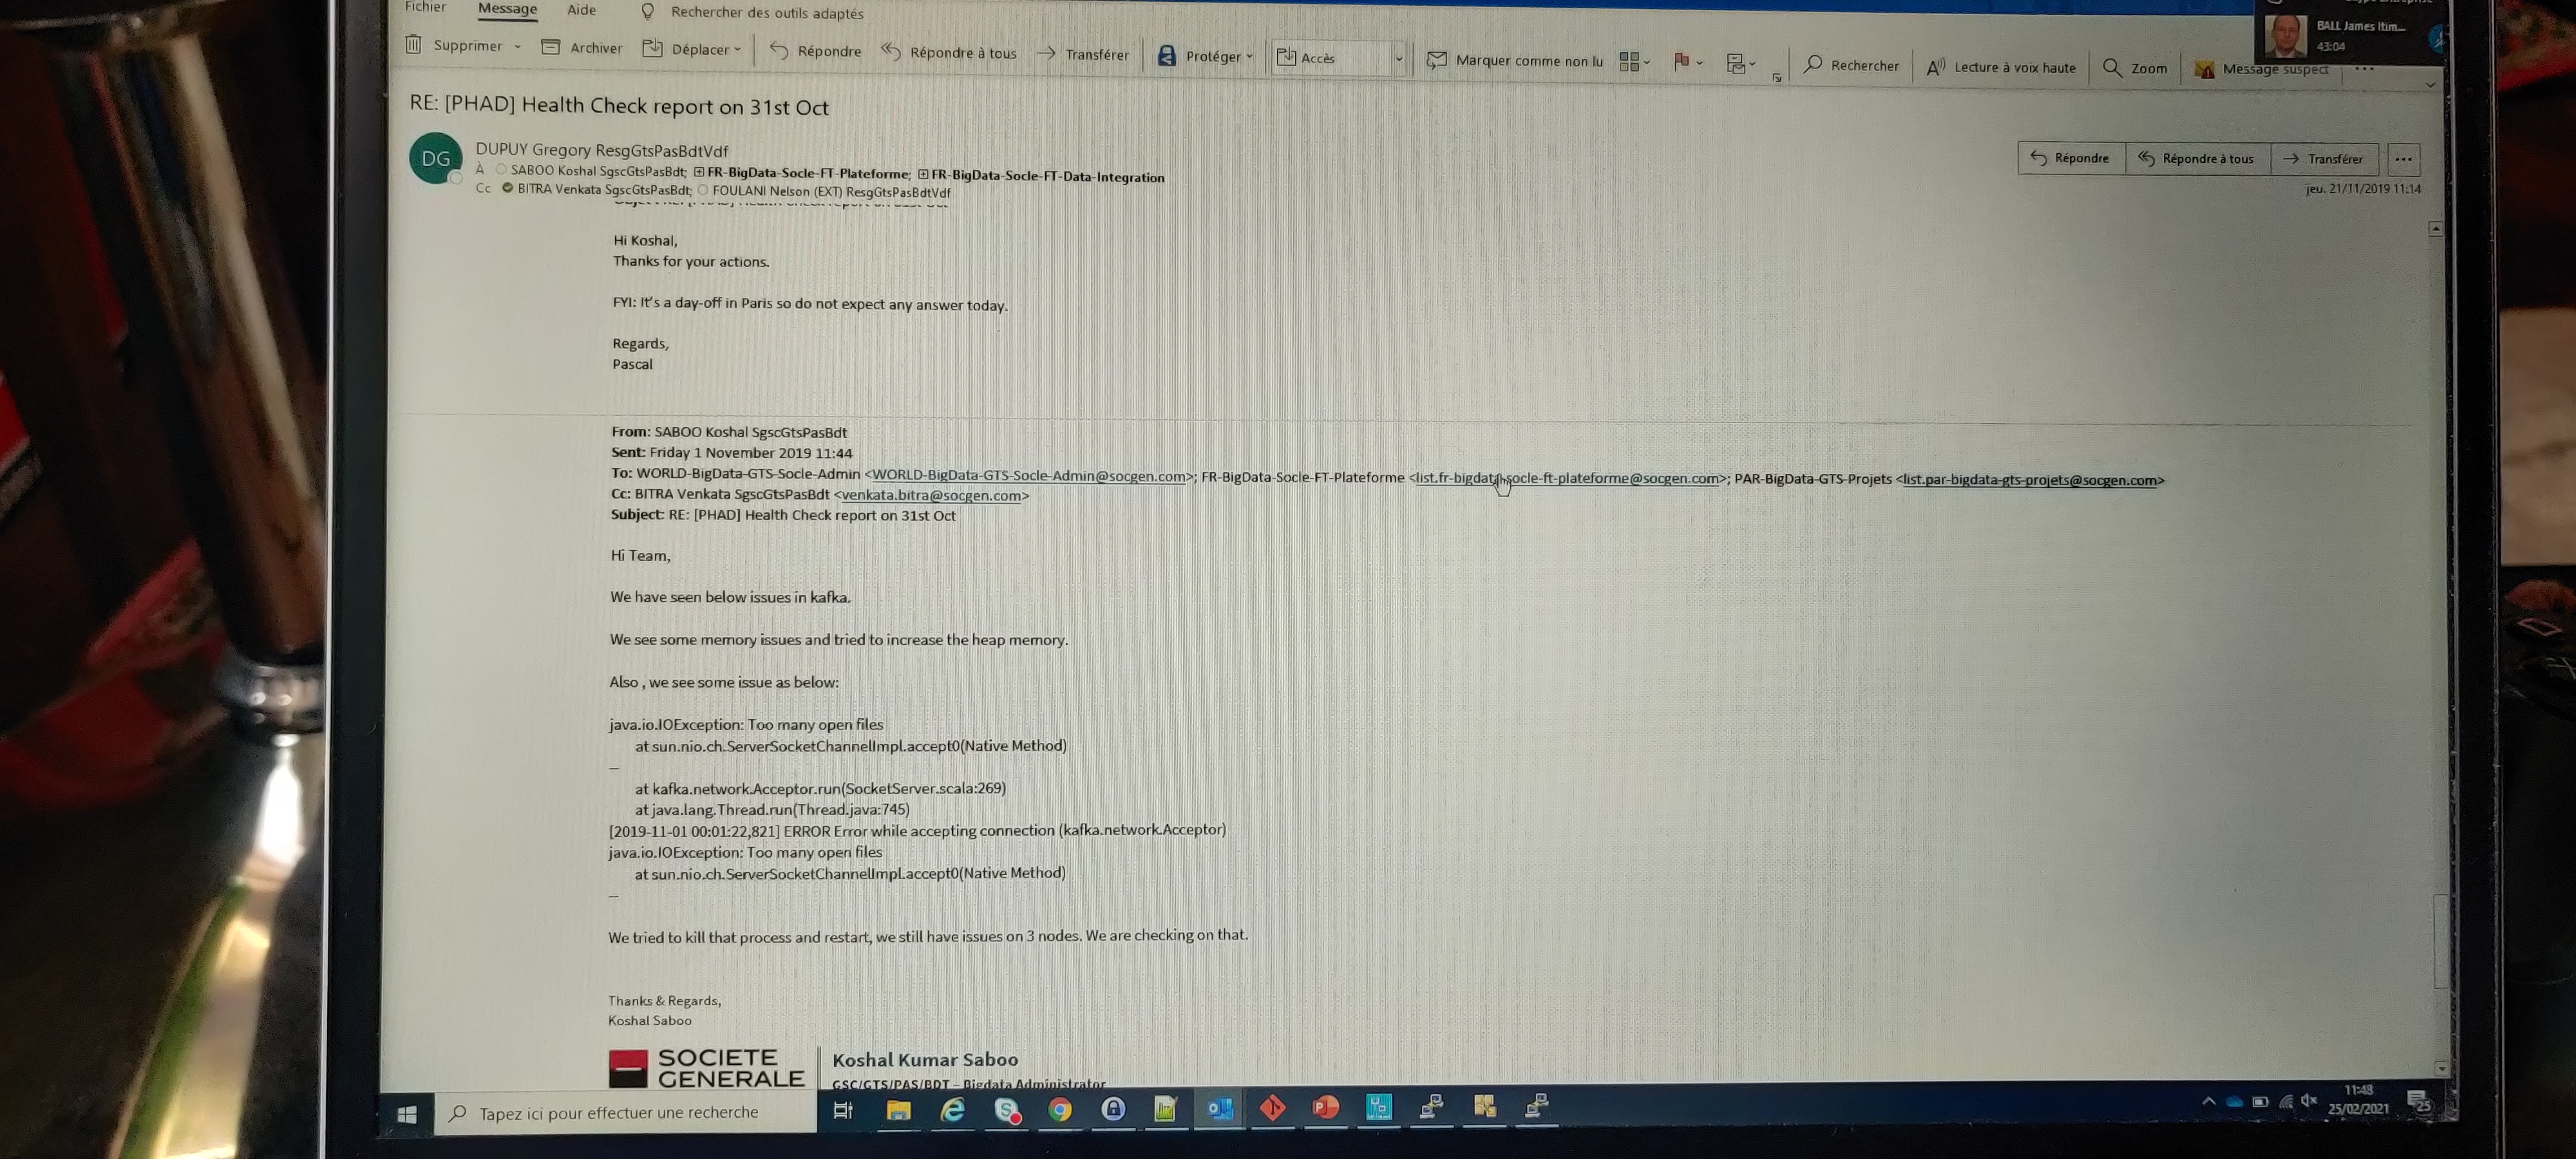 Fichier Message Aide Rechercher des outils adaptés
BALL James Itim...
43:04
Supprimer Archiver Déplacer Répondre Répondre à tous Transférer Protéger Accès Marquer comme non lu Rechercher Lecture à voix haute Zoom Message suspect ...
RE: [PHAD] Health Check report on 31st Oct
DG
DUPUY Gregory ResgGtsPasBdtVdf
À SABOO Koshal SgscGtsPasBdt; FR-BigData-Socle-FT-Plateforme; FR-BigData-Socle-FT-Data-Integration
Cc BITRA Venkata SgscGtsPasBdt; FOULANI Nelson (EXT) ResgGtsPasBdtVdf
Répondre Répondre à tous Transférer ...
jeu. 21/11/2019 11:14
Hi Koshal,
Thanks for your actions.
FYI: It's a day-off in Paris so do not expect any answer today.
Regards,
Pascal
From: SABOO Koshal SgscGtsPasBdt
Sent: Friday 1 November 2019 11:44
To: WORLD-BigData-GTS-Socle-Admin <WORLD-BigData-GTS-Socle-Admin@socgen.com>; FR-BigData-Socle-FT-Plateforme <list.fr-bigdata-socle-ft-plateforme@socgen.com>; PAR-BigData-GTS-Projets <list.par-bigdata-gts-projets@socgen.com>
Cc: BITRA Venkata SgscGtsPasBdt <venkata.bitra@socgen.com>
Subject: RE: [PHAD] Health Check report on 31st Oct
Hi Team,
We have seen below issues in kafka.
We see some memory issues and tried to increase the heap memory.
Also , we see some issue as below:
java.io.IOException: Too many open files
at sun.nio.ch.ServerSocketChannelImpl.accept0(Native Method)
—
at kafka.network.Acceptor.run(SocketServer.scala:269)
at java.lang.Thread.run(Thread.java:745)
[2019-11-01 00:01:22,821] ERROR Error while accepting connection (kafka.network.Acceptor)
java.io.IOException: Too many open files
at sun.nio.ch.ServerSocketChannelImpl.accept0(Native Method)
—
We tried to kill that process and restart, we still have issues on 3 nodes. We are checking on that.
Thanks & Regards,
Koshal Saboo
SOCIETE
GENERALE
Koshal Kumar Saboo
GSC/GTS/PAS/BDT – Bigdata Administrator
Tapez ici pour effectuer une recherche
11:48
25/02/2021
25